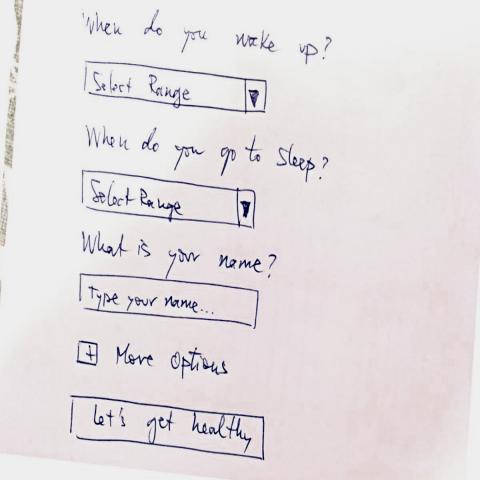 When do you wake up?
Select Range
When do you go to sleep?
Select Range
What is your name?
Type your name...
+ More Options
Let's get healthy